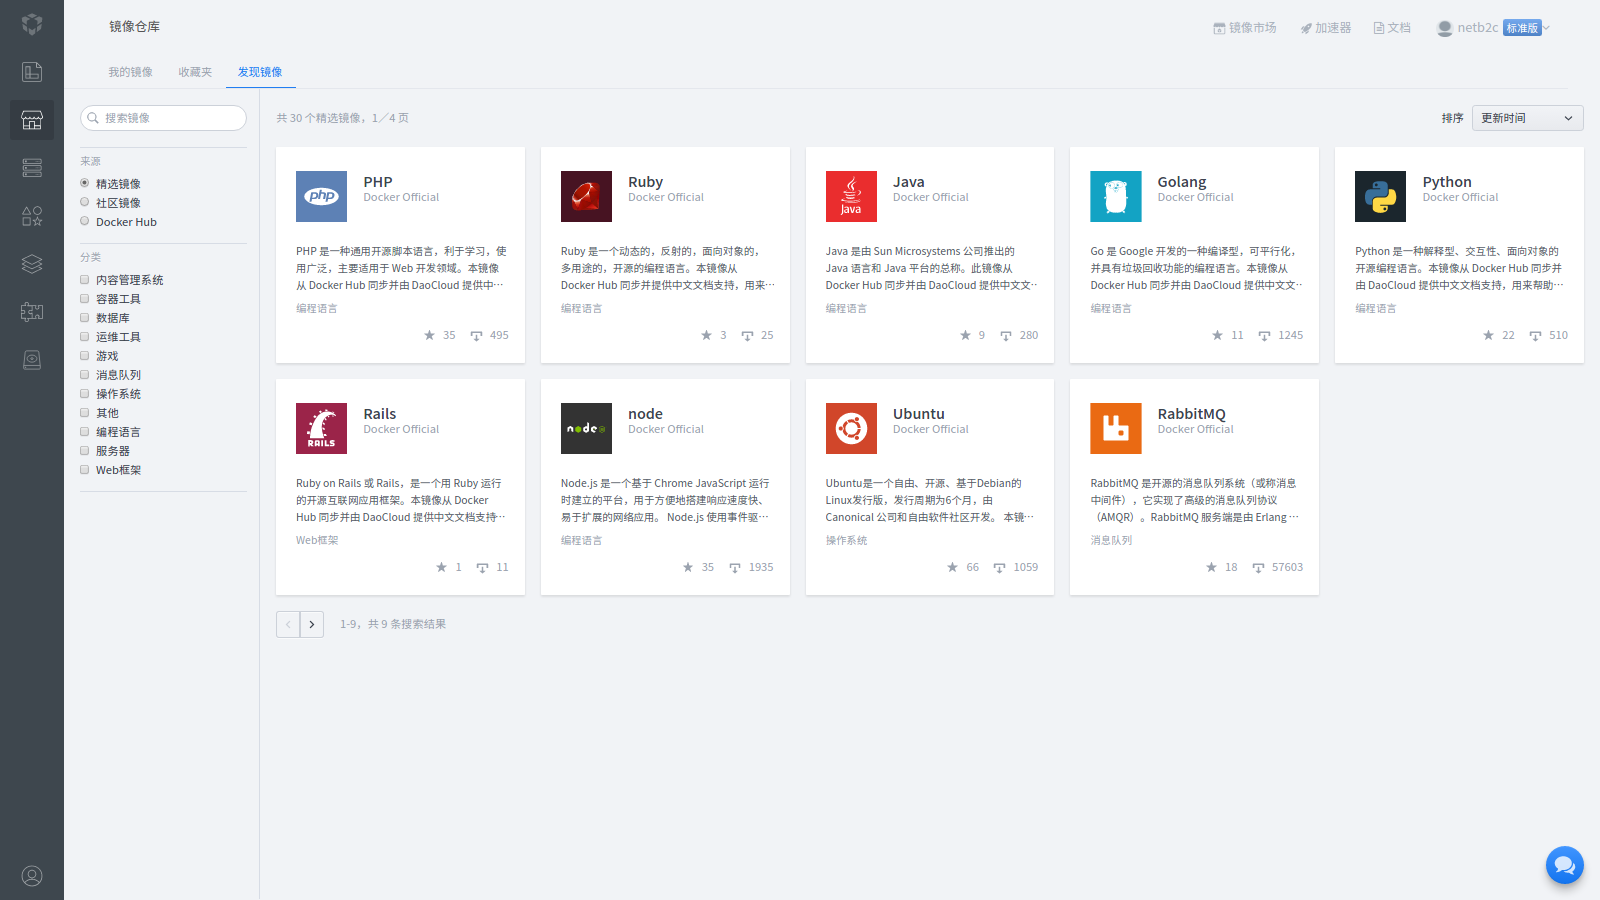 镜像仓库
镜像市场
加速器
文档
netb2c 标准版
我的镜像
收藏夹
发现镜像
搜索镜像
来源
精选镜像
社区镜像
Docker Hub
分类
内容管理系统
容器工具
数据库
运维工具
游戏
消息队列
操作系统
其他
编程语言
服务器
Web框架
共 30 个精选镜像，1／4 页
排序 更新时间
php
PHP
Docker Official
PHP 是一种通用开源脚本语言，利于学习，使
用广泛，主要适用于 Web 开发领域。本镜像
从 Docker Hub 同步并由 DaoCloud 提供中…
编程语言
35 495
Ruby
Docker Official
Ruby 是一个动态的，反射的，面向对象的，
多用途的，开源的编程语言。本镜像从
Docker Hub 同步并提供中文文档支持，用来…
编程语言
3 25
Java
Java
Docker Official
Java 是由 Sun Microsystems 公司推出的
Java 语言和 Java 平台的总称。此镜像从
Docker Hub 同步并由 DaoCloud 提供中文文…
编程语言
9 280
Golang
Docker Official
Go 是 Google 开发的一种编译型，可平行化，
并具有垃圾回收功能的编程语言。本镜像从
Docker Hub 同步并由 DaoCloud 提供中文文…
编程语言
11 1245
Python
Docker Official
Python 是一种解释型、交互性、面向对象的
开源编程语言。本镜像从 Docker Hub 同步并
由 DaoCloud 提供中文文档支持，用来帮助…
编程语言
22 510
RAILS
Rails
Docker Official
Ruby on Rails 或 Rails，是一个用 Ruby 运行
的开源互联网应用框架。本镜像从 Docker
Hub 同步并由 DaoCloud 提供中文文档支持…
Web框架
1 11
node
node
Docker Official
Node.js 是一个基于 Chrome JavaScript 运行
时建立的平台，用于方便地搭建响应速度快、
易于扩展的网络应用。 Node.js 使用事件驱…
编程语言
35 1935
Ubuntu
Docker Official
Ubuntu是一个自由、开源、基于Debian的
Linux发行版，发行周期为6个月，由
Canonical 公司和自由软件社区开发。 本镜…
操作系统
66 1059
RabbitMQ
Docker Official
RabbitMQ 是开源的消息队列系统（或称消息
中间件），它实现了高级的消息队列协议
（AMQR）。RabbitMQ 服务端是由 Erlang …
消息队列
18 57603
1-9，共 9 条搜索结果